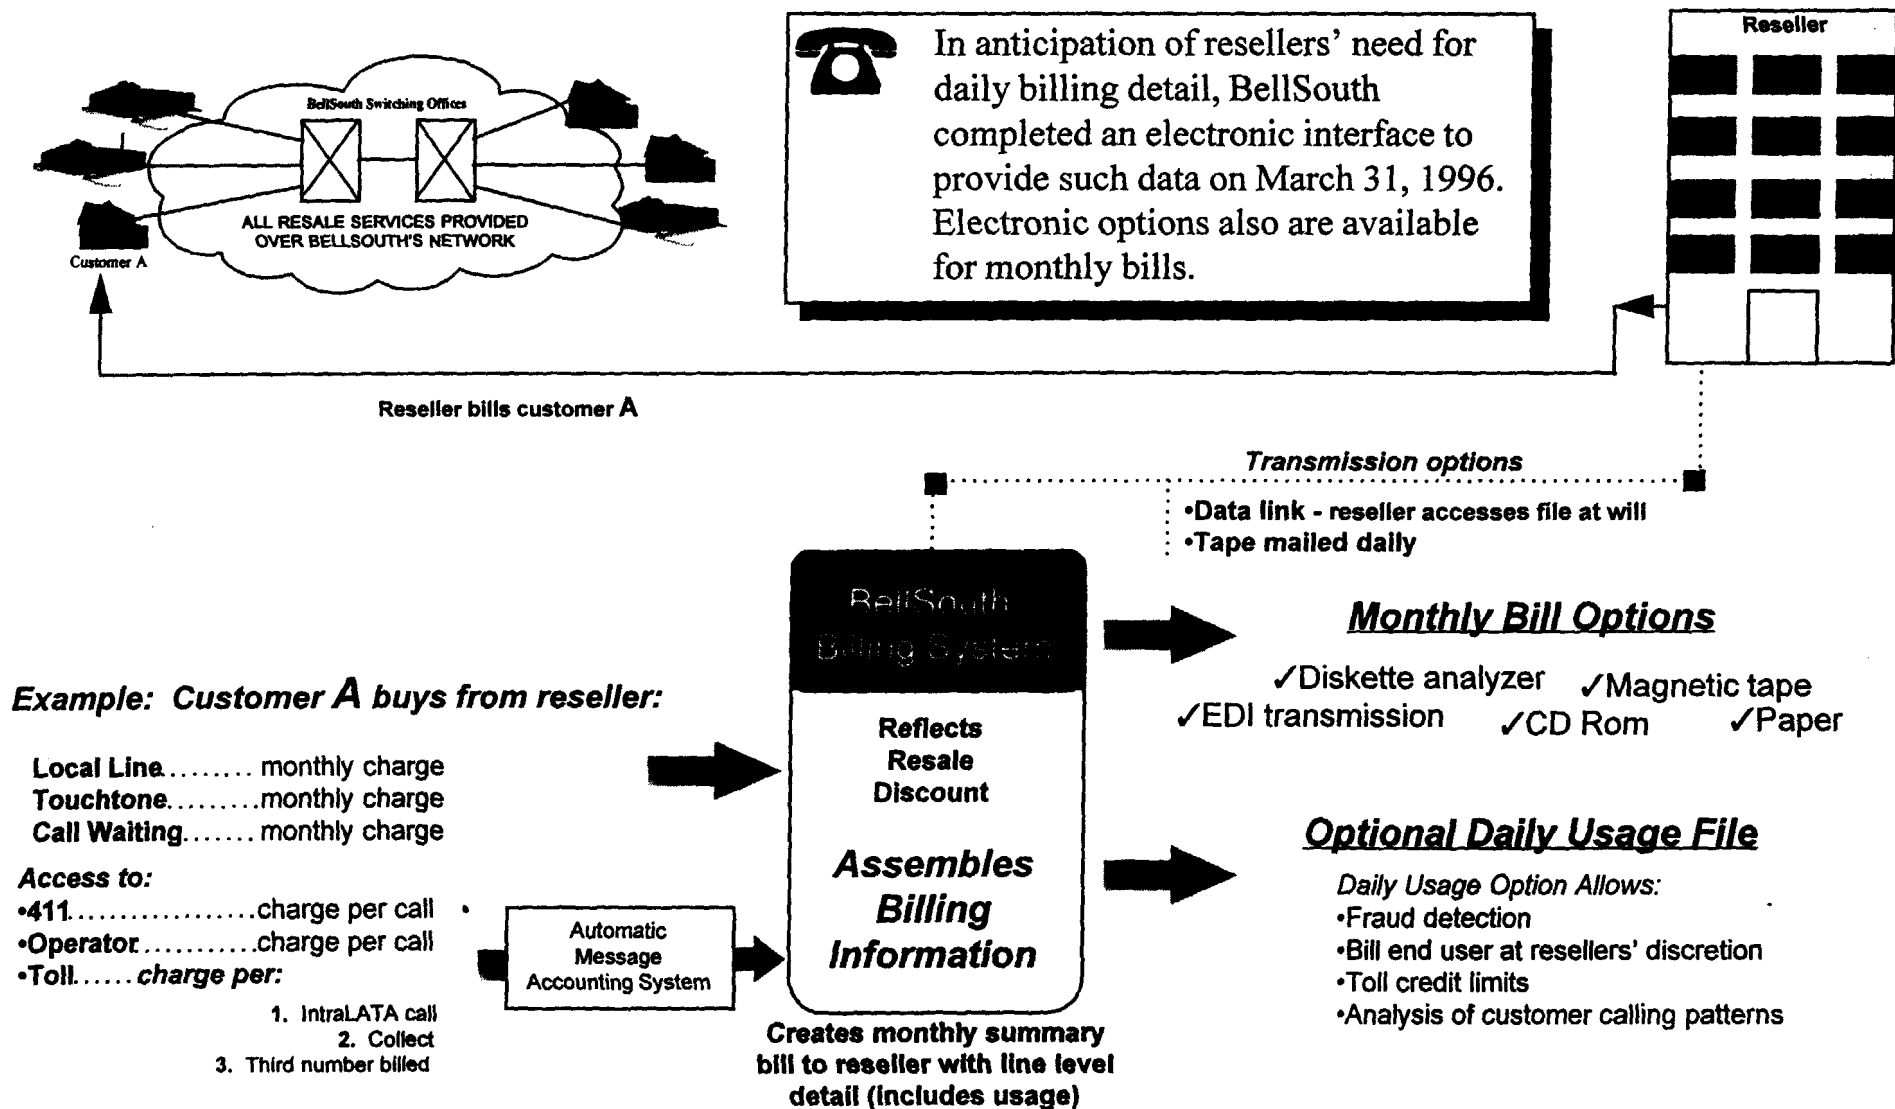 BellSouth Switching Offices
ALL RESALE SERVICES PROVIDED
OVER BELLSOUTH'S NETWORK
Customer A
In anticipation of resellers' need for
daily billing detail, BellSouth
completed an electronic interface to
provide such data on March 31, 1996.
Electronic options also are available
for monthly bills.
Reseller
Reseller bills customer A
Transmission options
•Data link - reseller accesses file at will
•Tape mailed daily
BellSouth
Billing System
Reflects
Resale
Discount
Assembles
Billing
Information
Creates monthly summary
bill to reseller with line level
detail (includes usage)
Example: Customer A buys from reseller:
Local Line......... monthly charge
Touchtone.........monthly charge
Call Waiting....... monthly charge
Access to:
•411..................charge per call
•Operator............charge per call
•Toll...... charge per:
1. IntraLATA call
2. Collect
3. Third number billed
Automatic
Message
Accounting System
Monthly Bill Options
✓Diskette analyzer ✓Magnetic tape
✓EDI transmission ✓CD Rom ✓Paper
Optional Daily Usage File
Daily Usage Option Allows:
•Fraud detection
•Bill end user at resellers' discretion
•Toll credit limits
•Analysis of customer calling patterns